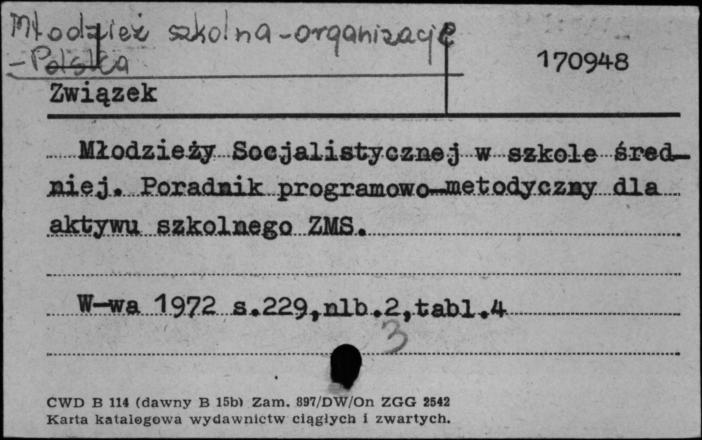 Młodzież szkolna-organizacje
-Polska
170948
Związek
Młodzieży Socjalistycznej w szkole śred-
niej. Poradnik programowo-metodyczny dla
aktywu szkolnego ZMS.
W-wa 1972 s.229,nlb.2,tabl.4
3
CWD B 114 (dawny B 15b) Zam. 897/DW/On ZGG 2542
Karta katalogowa wydawnictw ciągłych i zwartych.